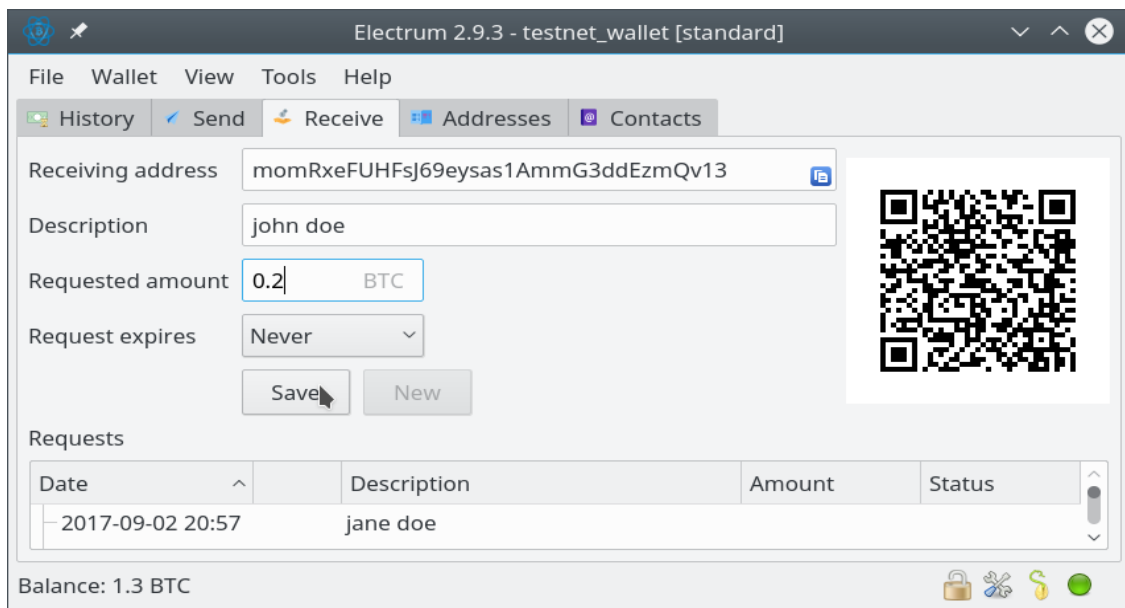 Electrum 2.9.3 - testnet_wallet [standard]
File Wallet View Tools Help
History Send Receive Addresses Contacts
Receiving address momRxeFUHFsJ69eysas1AmmG3ddEzmQv13
Description john doe
Requested amount 0.2 BTC
Request expires Never
Save New
Requests
Date Description Amount Status
2017-09-02 20:57 jane doe
Balance: 1.3 BTC